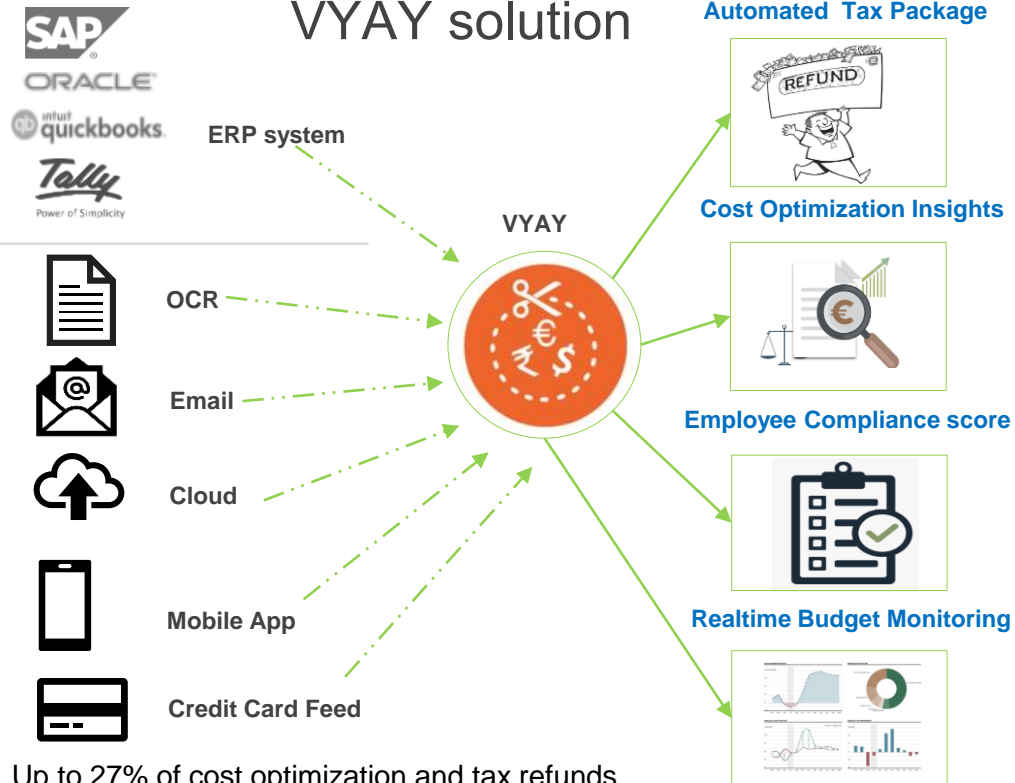 VYAY solution
SAP
ORACLE
intuit
quickbooks.
Tally
Power of Simplicity
ERP system
OCR
Email
Cloud
Mobile App
Credit Card Feed
VYAY
€
₹ $
Automated Tax Package
REFUND
Cost Optimization Insights
€
Employee Compliance score
Realtime Budget Monitoring
Up to 27% of cost optimization and tax refunds